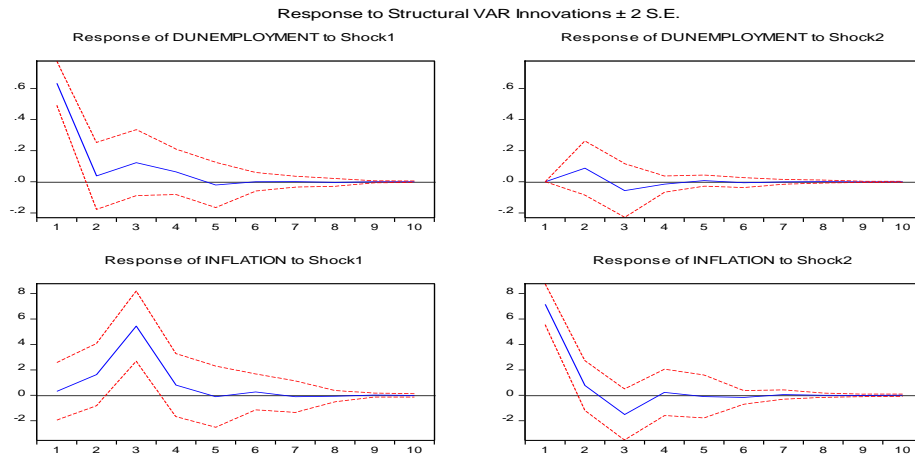 Response to Structural VAR Innovations ± 2 S.E.
Response of DUNEMPLOYMENT to Shock1
.6
.4
.2
.0
-.2
1 2 3 4 5 6 7 8 9 10
Response of DUNEMPLOYMENT to Shock2
.6
.4
.2
.0
-.2
1 2 3 4 5 6 7 8 9 10
Response of INFLATION to Shock1
8
6
4
2
0
-2
1 2 3 4 5 6 7 8 9 10
Response of INFLATION to Shock2
8
6
4
2
0
-2
1 2 3 4 5 6 7 8 9 10